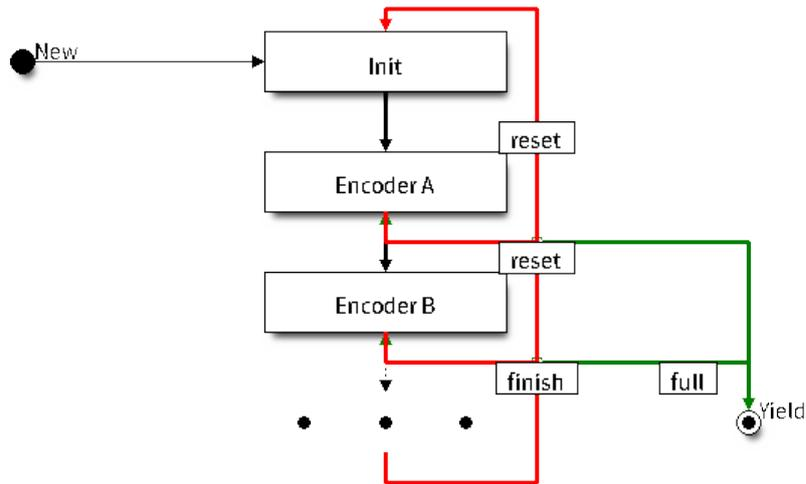 New
Init
reset
Encoder A
reset
Encoder B
finish
full
Yield